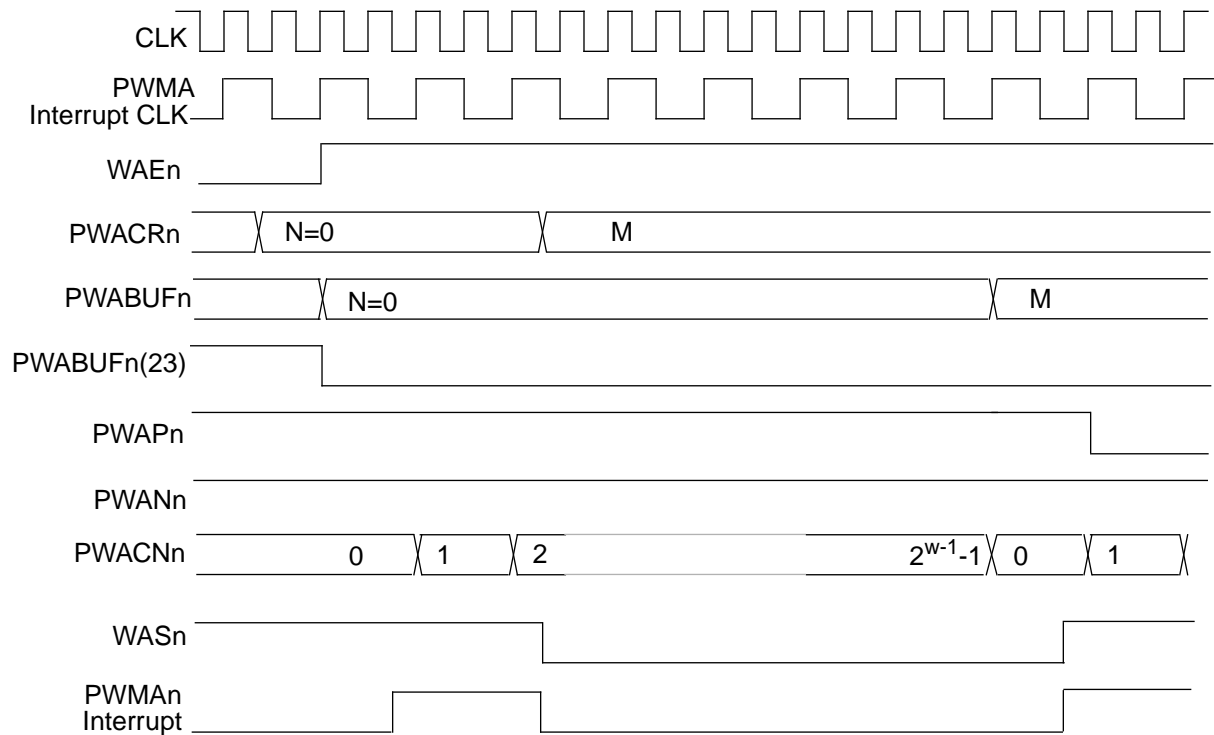 CLK
PWMA
Interrupt CLK
WAEn
PWACRn N=0 M
PWABUFn N=0 M
PWABUFn(23)
PWAPn
PWANn
PWACNn 0 1 2 2^w-1-1 0 1
WASn
PWMAn
Interrupt